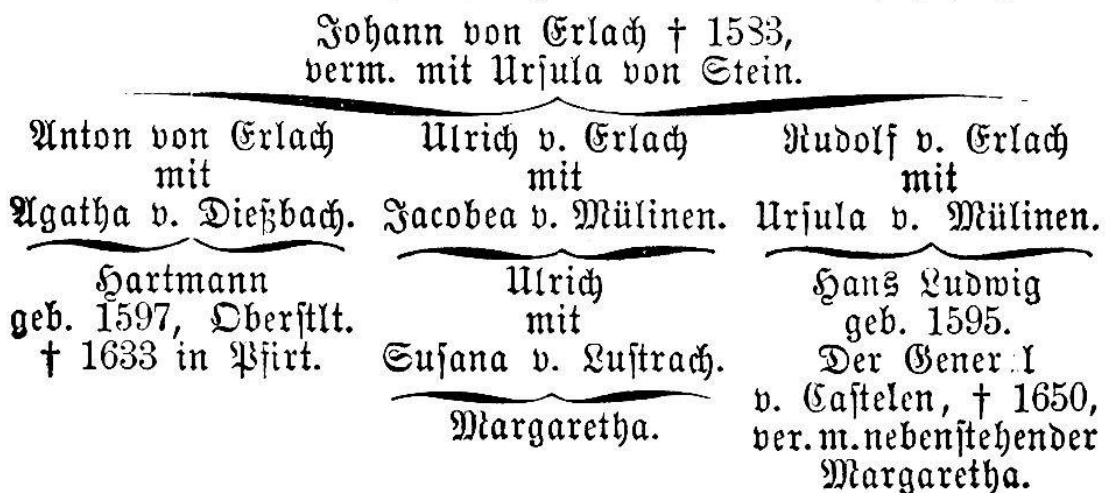 Johann von Erlach † 1583,
verm. mit Ursula von Stein.
Anton von Erlach
mit
Agatha v. Dießbach.
Hartmann
geb. 1597, Oberstlt.
† 1633 in Pfirt.
Ulrich v. Erlach
mit
Jacobea v. Mülinen.
Ulrich
mit
Susana v. Lustrach.
Margaretha.
Rudolf v. Erlach
mit
Ursula v. Mülinen.
Hans Ludwig
geb. 1595.
Der Gener l
v. Castelen, † 1650,
ver. m. nebenstehender
Margaretha.